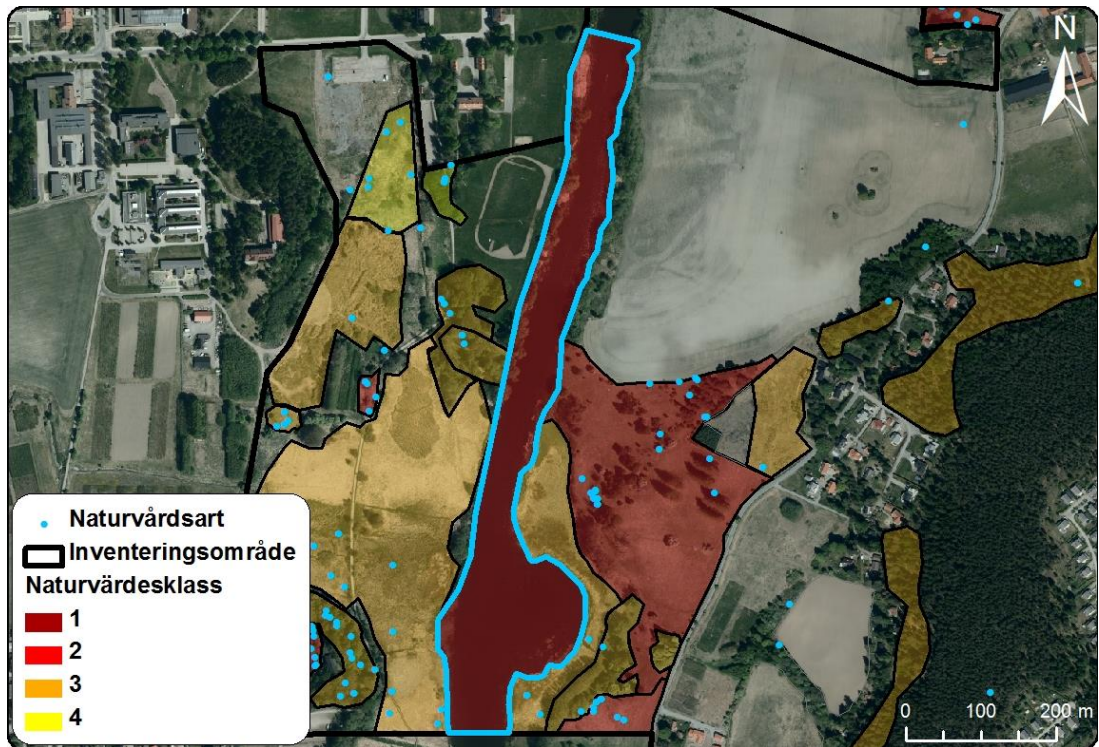 N
Naturvårdsart
Inventeringsområde
Naturvärdesklass
1
2
3
4
0 100 200 m